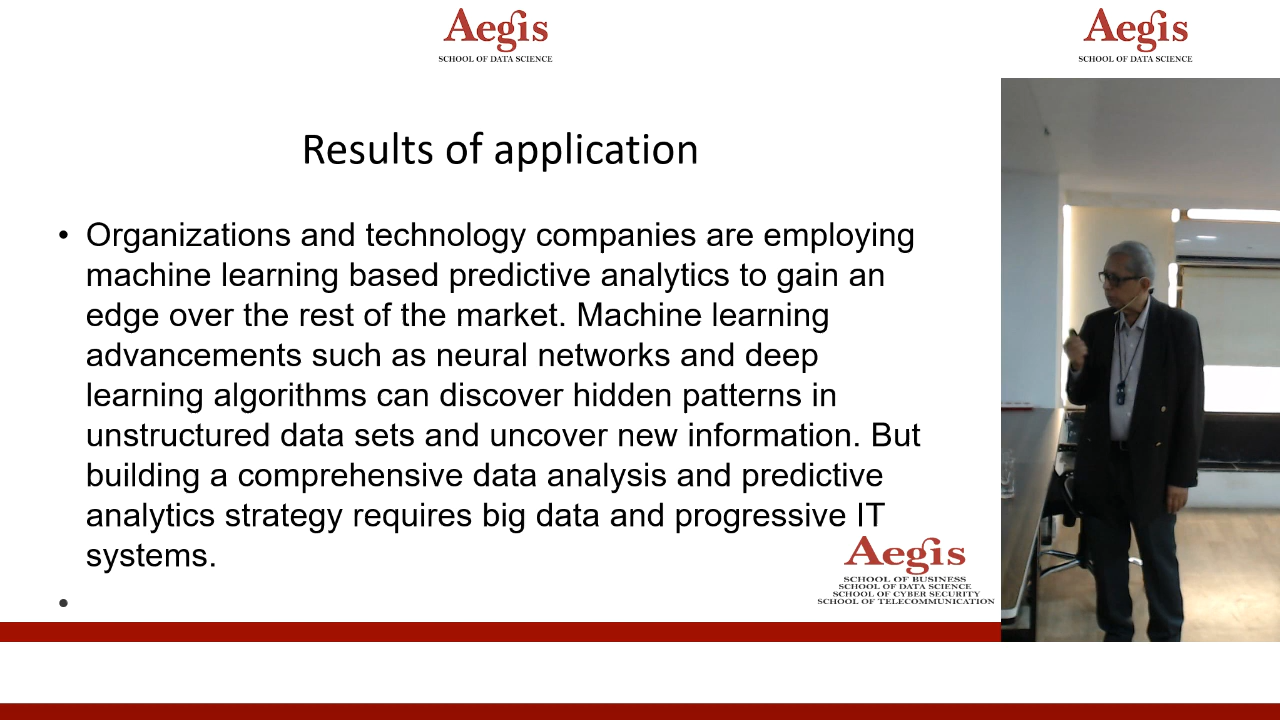 Aegis
SCHOOL OF DATA SCIENCE
Aegis
SCHOOL OF DATA SCIENCE
Results of application
• Organizations and technology companies are employing
machine learning based predictive analytics to gain an
edge over the rest of the market. Machine learning
advancements such as neural networks and deep
learning algorithms can discover hidden patterns in
unstructured data sets and uncover new information. But
building a comprehensive data analysis and predictive
analytics strategy requires big data and progressive IT
systems.
•
Aegis
SCHOOL OF BUSINESS
SCHOOL OF DATA SCIENCE
SCHOOL OF CYBER SECURITY
SCHOOL OF TELECOMMUNICATION